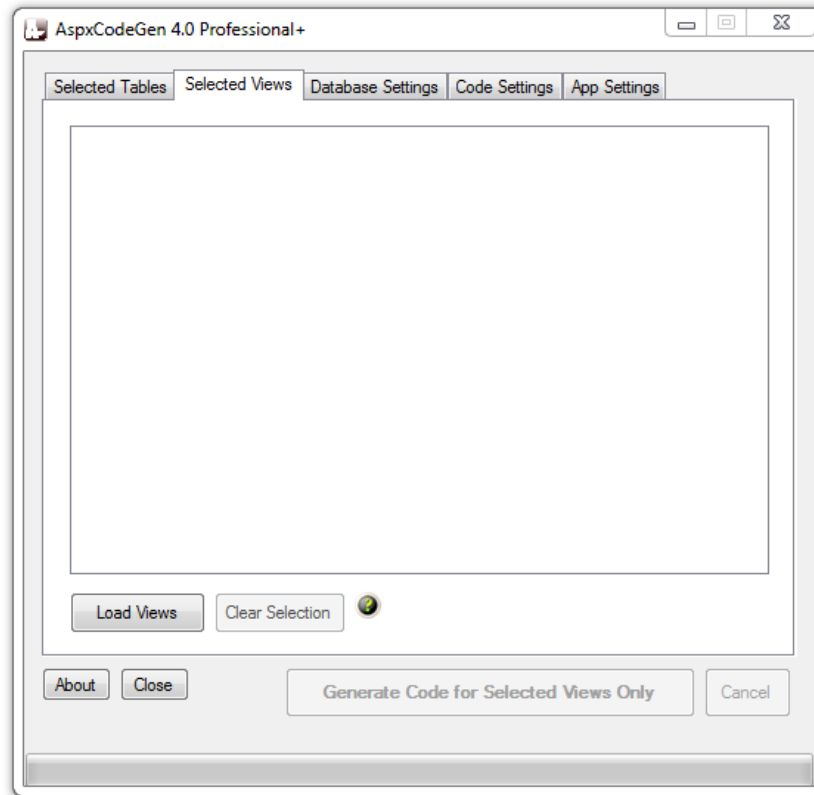 AspxCodeGen 4.0 Professional+
Selected Tables Selected Views Database Settings Code Settings App Settings
Load Views Clear Selection ?
About Close Generate Code for Selected Views Only Cancel